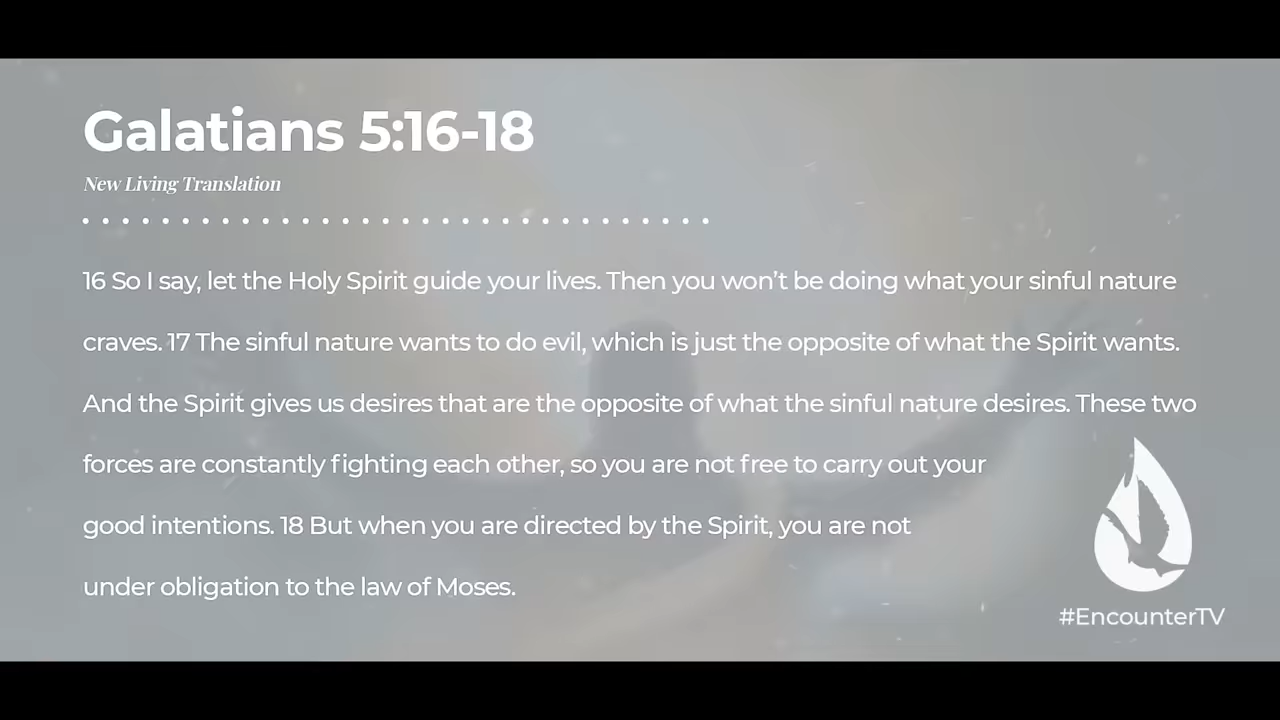 Galatians 5:16-18
New Living Translation
16 So I say, let the Holy Spirit guide your lives. Then you won’t be doing what your sinful nature
craves. 17 The sinful nature wants to do evil, which is just the opposite of what the Spirit wants.
And the Spirit gives us desires that are the opposite of what the sinful nature desires. These two
forces are constantly fighting each other, so you are not free to carry out your
good intentions. 18 But when you are directed by the Spirit, you are not
under obligation to the law of Moses.
#EncounterTV